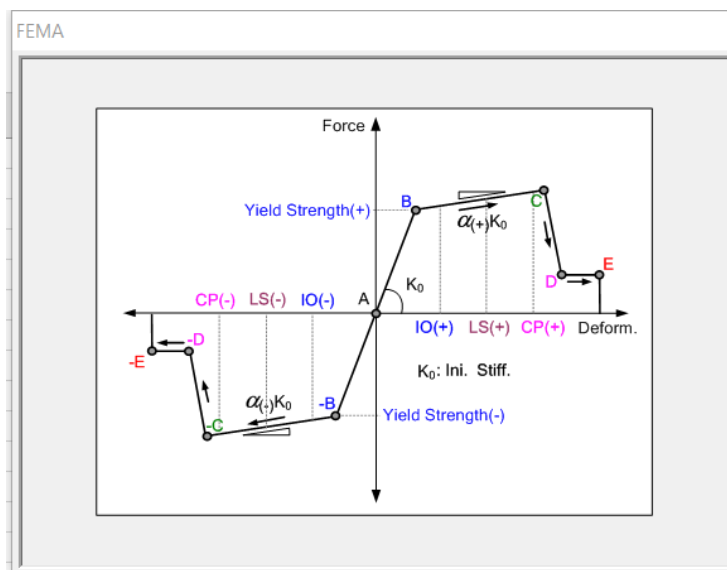 FEMA
Force
B
C
Yield Strength(+)
α(+)K0
D
E
K0
A
CP(-) LS(-) IO(-)
IO(+) LS(+) CP(+) Deform.
-D
-E
K0: Ini. Stiff.
α(-)K0
-B
-C
Yield Strength(-)